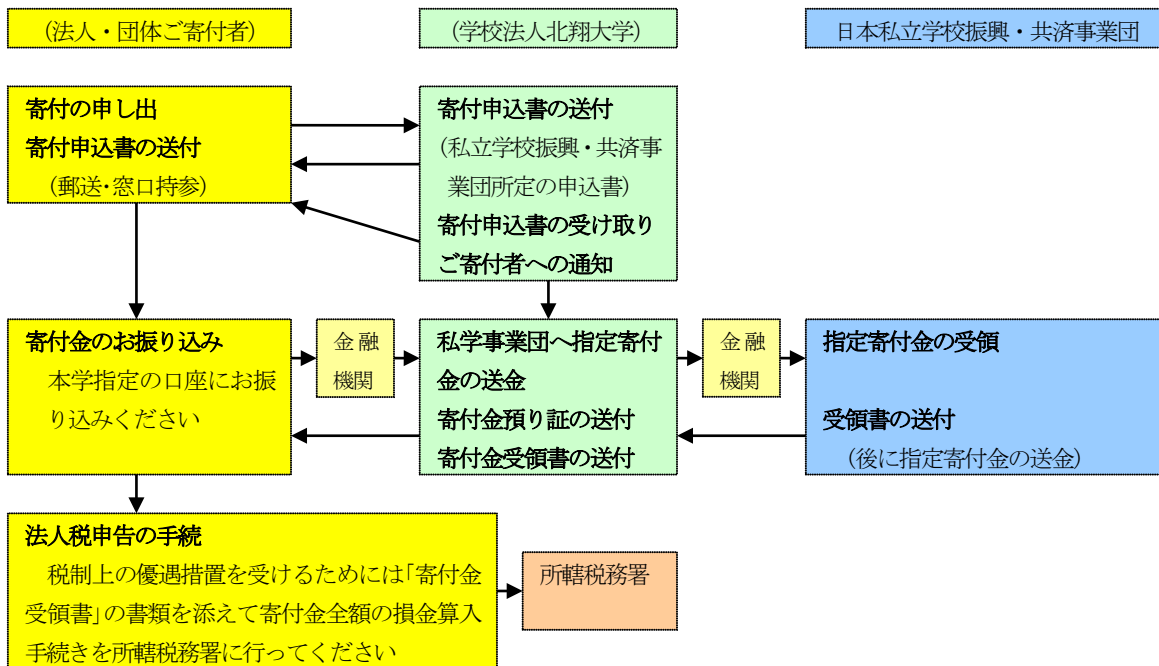 (法人・団体ご寄付者)
(学校法人北翔大学)
日本私立学校振興・共済事業団
寄付の申し出
寄付申込書の送付
(郵送・窓口持参)
寄付申込書の送付
(私立学校振興・共済事
業団所定の申込書)
寄付申込書の受け取り
ご寄付者への通知
寄付金のお振り込み
本学指定の口座にお振
り込みください
金融
機関
私学事業団へ指定寄付
金の送金
寄付金預り証の送付
寄付金受領書の送付
金融
機関
指定寄付金の受領
受領書の送付
(後に指定寄付金の送金)
法人税申告の手続
税制上の優遇措置を受けるためには「寄付金
受領書」の書類を添えて寄付金全額の損金算入
手続きを所轄税務署に行ってください
所轄税務署